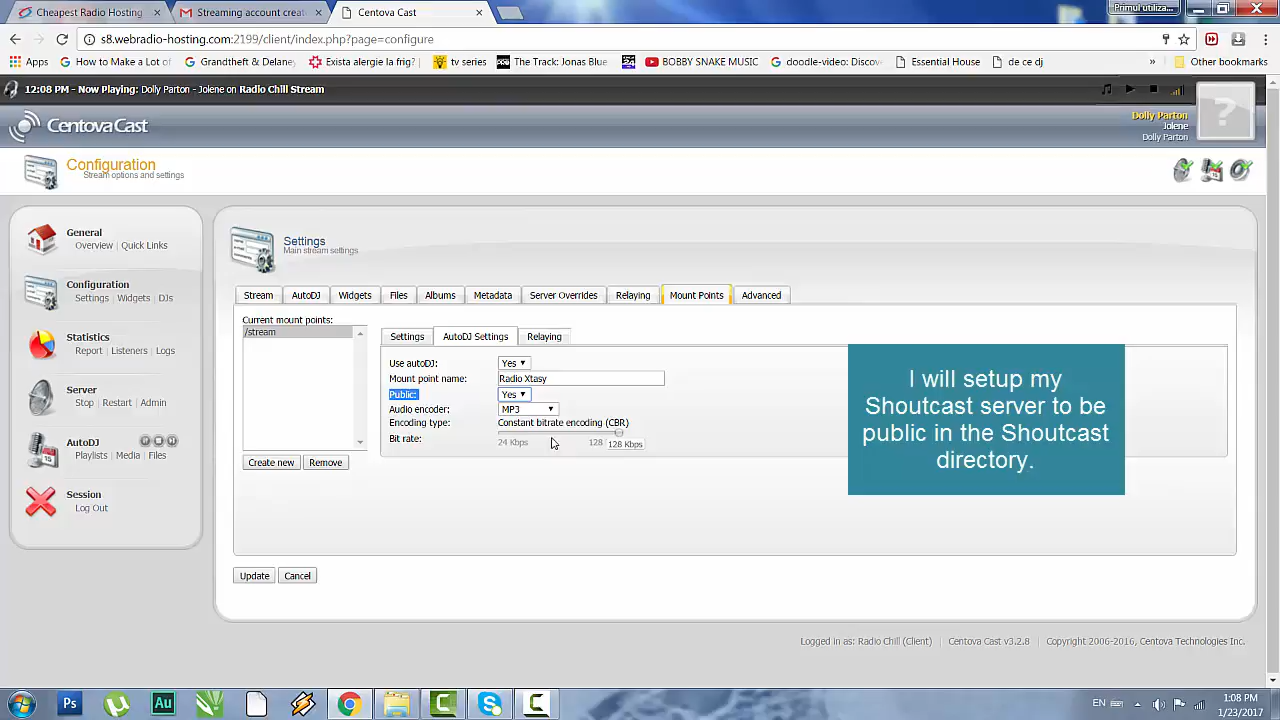 Cheapest Radio Hosting
Streaming account creat
Centova Cast
Primul utiliza...
s8.webradio-hosting.com:2199/client/index.php?page=configure
Apps
How to Make a Lot of
Grandtheft & Delaney
Exista alergie la frig?
tv series
The Track: Jonas Blue
BOBBY SNAKE MUSIC
doodle-video: Discov
Essential House
de ce dj
»
Other bookmarks
12:08 PM - Now Playing: Dolly Parton - Jolene on Radio Chill Stream
CentovaCast
Dolly Parton
Jolene
Dolly Parton
?
Configuration
Stream options and settings
General
Overview | Quick Links
Configuration
Settings | Widgets | DJs
Statistics
Report | Listeners | Logs
Server
Stop | Restart | Admin
AutoDJ
Playlists | Media | Files
Session
Log Out
Settings
Main stream settings
Stream
AutoDJ
Widgets
Files
Albums
Metadata
Server Overrides
Relaying
Mount Points
Advanced
Current mount points:
/stream
Create new
Remove
Settings
AutoDJ Settings
Relaying
Use autoDJ: Yes
Mount point name: Radio Xtasy
Public: Yes
Audio encoder: MP3
Encoding type: Constant bitrate encoding (CBR)
Bit rate: 24 Kbps 128 128 Kbps
I will setup my
Shoutcast server to be
public in the Shoutcast
directory.
Update
Cancel
Logged in as: Radio Chill (Client) | Centova Cast v3.2.8 | Copyright 2006-2016, Centova Technologies Inc.
Ps
Au
EN
1:08 PM
1/23/2017